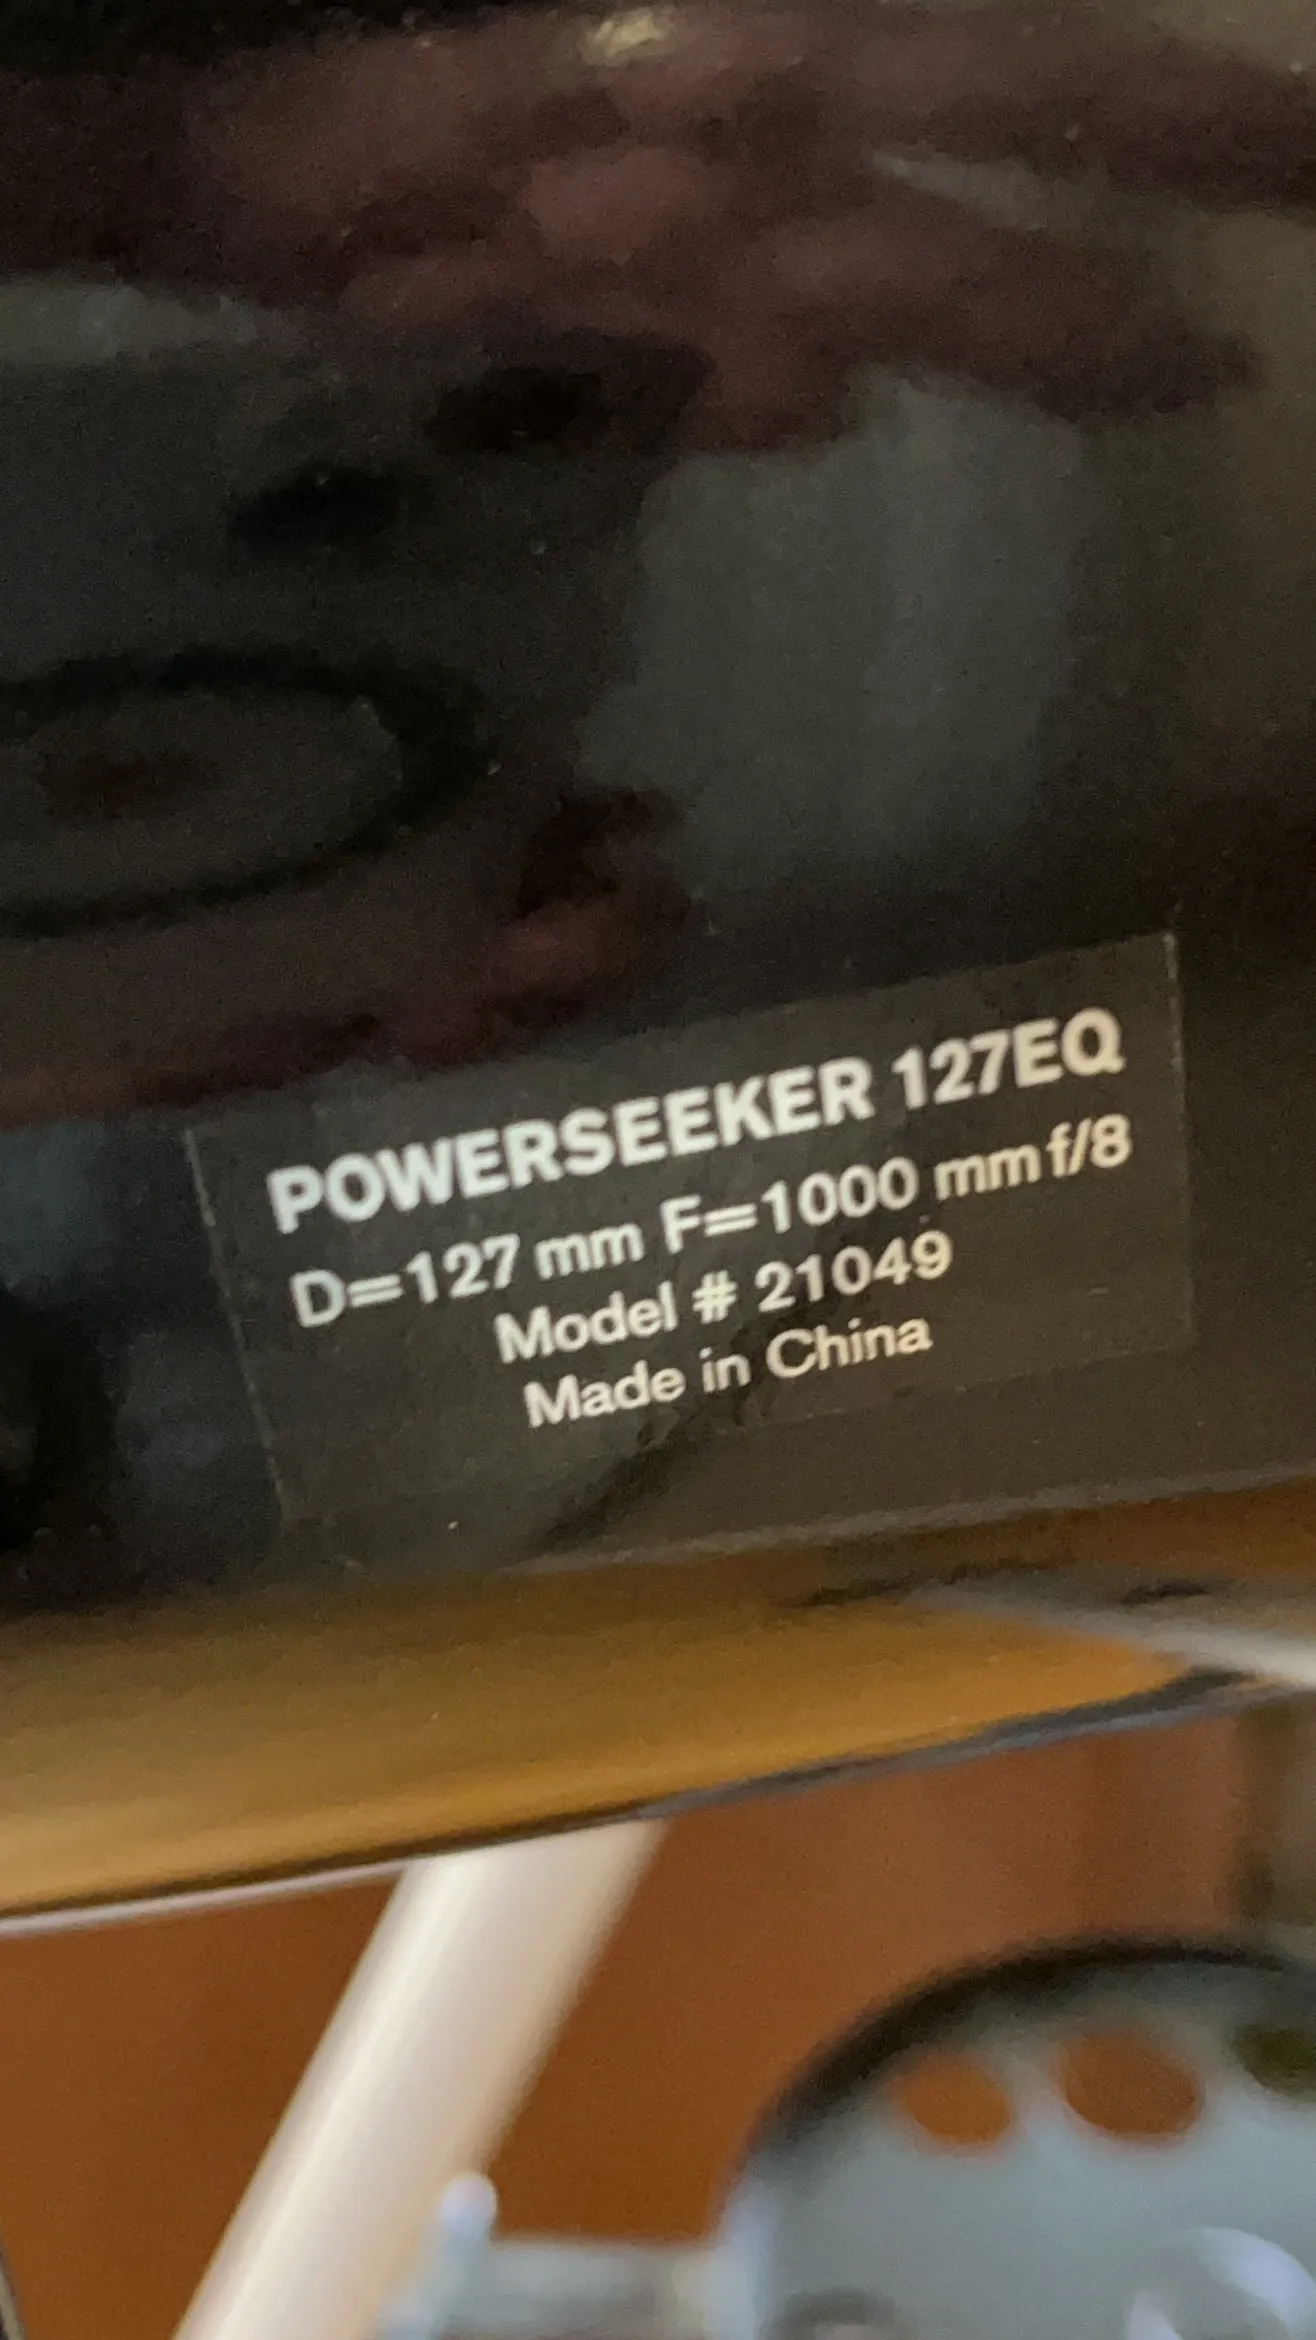 POWERSEEKER 127EQ
D=127 mm F=1000 mm f/8
Model # 21049
Made in China